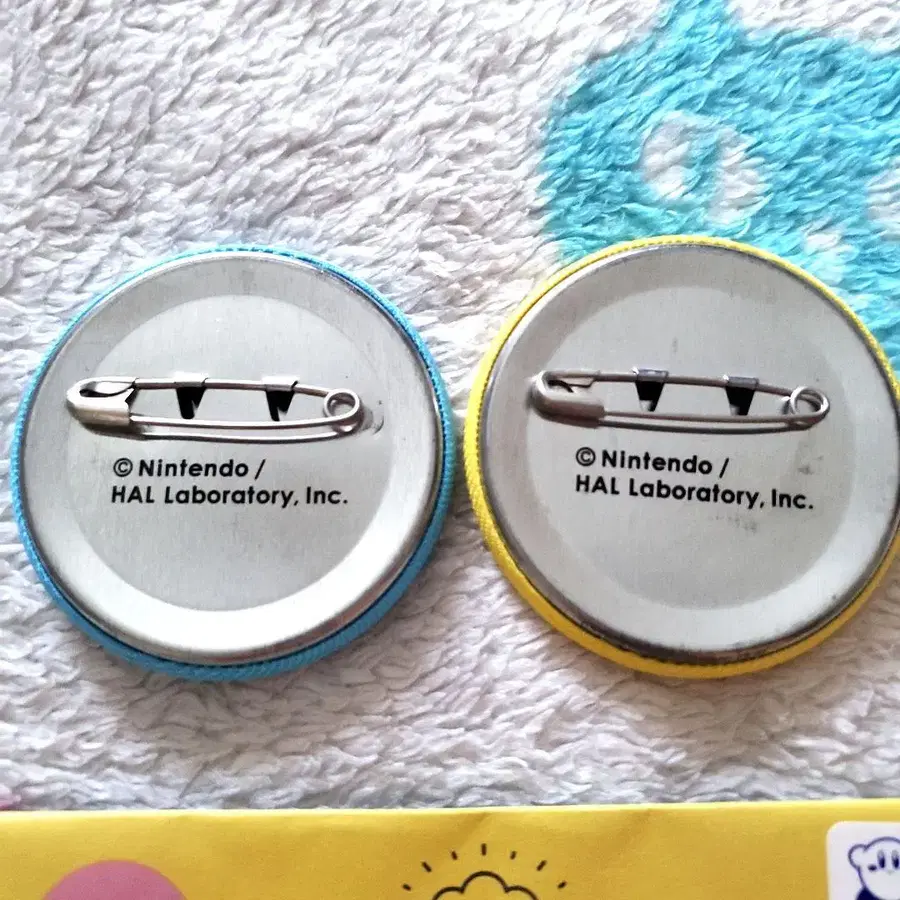 © Nintendo /
HAL Laboratory, Inc.
© Nintendo /
HAL Laboratory, Inc.